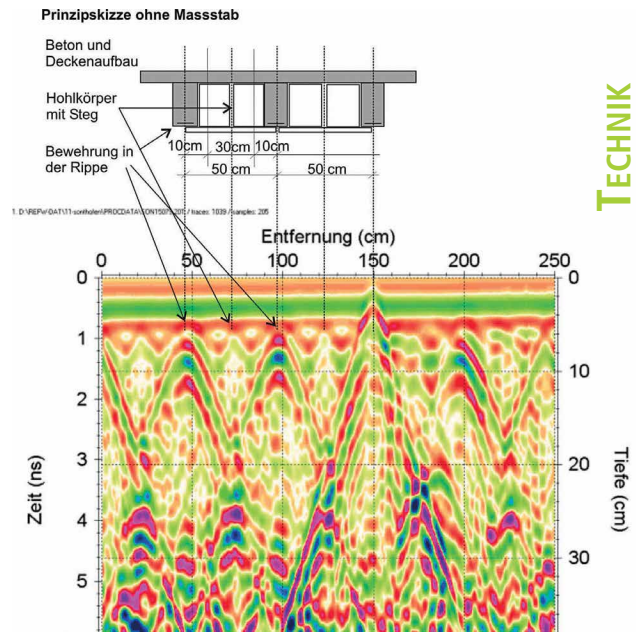 Prinzipskizze ohne Massstab
Beton und
Deckenaufbau
Hohlkörper
mit Steg
Bewehrung in
der Rippe
10cm 30cm 10cm
50 cm 50 cm
TECHNIK
Entfernung (cm)
0 50 100 150 200 250
0 0
1
10
2
3 20
4
30
5
Zeit (ns)
Tiefe (cm)